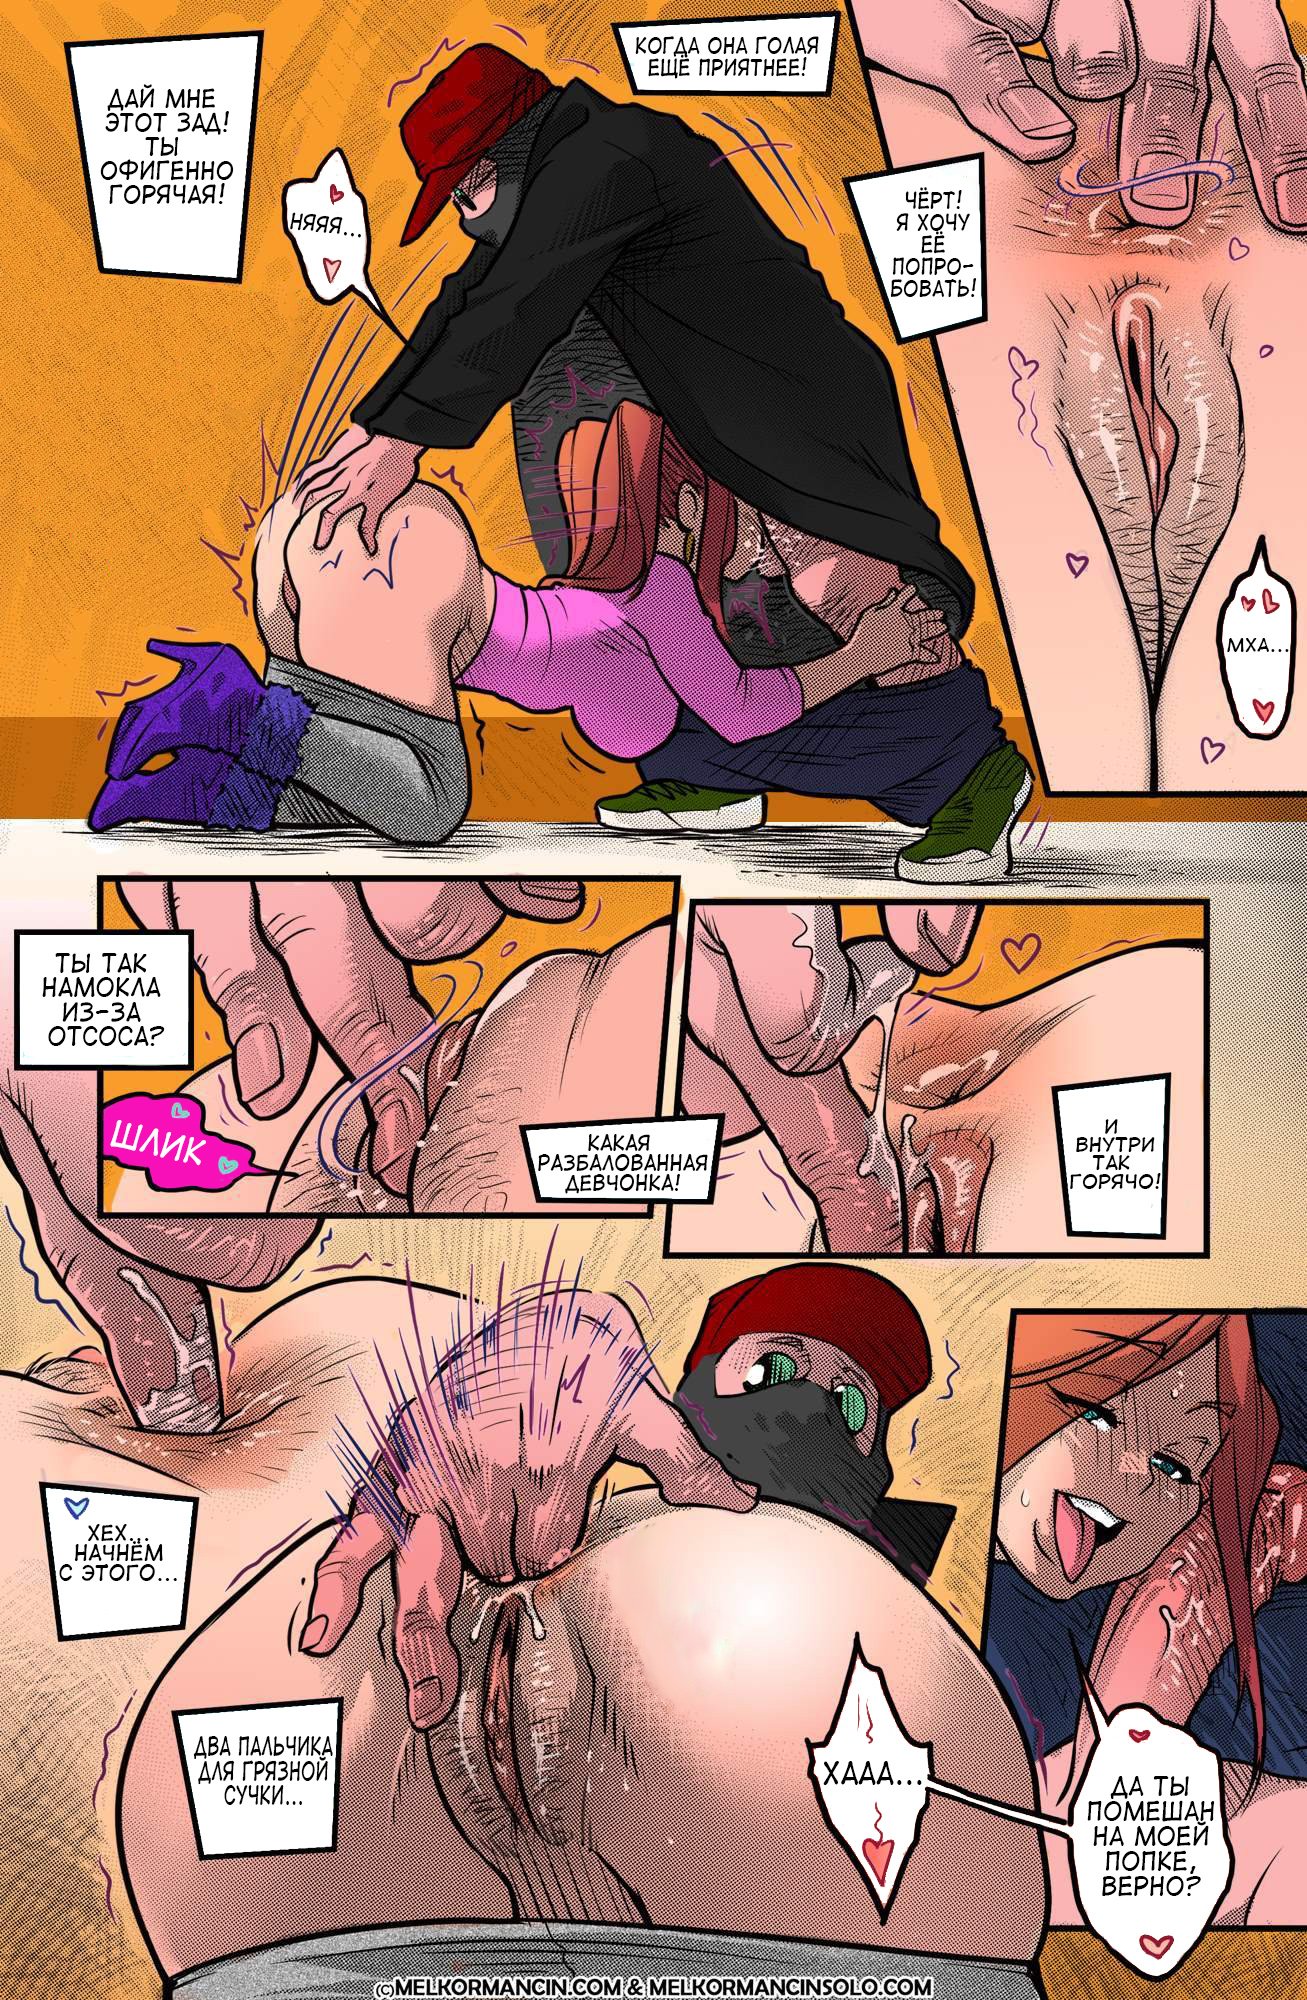 ДАЙ МНЕ
ЭТОТ ЗАД!
ТЫ
ОФИГЕННО
ГОРЯЧАЯ!
НЯЯЯ...
КОГДА ОНА ГОЛАЯ
ЕЩЁ ПРИЯТНЕЕ!
ЧЁРТ!
Я ХОЧУ
ЕЁ
ПОПРО-
БОВАТЬ!
МХА...
ТЫ ТАК
НАМОКЛА
ИЗ-ЗА
ОТСОСА?
ШЛИК
КАКАЯ
РАЗБАЛОВАННАЯ
ДЕВЧОНКА!
И
ВНУТРИ
ТАК
ГОРЯЧО!
ХЕХ...
НАЧНЁМ
С ЭТОГО...
ДВА ПАЛЬЧИКА
ДЛЯ ГРЯЗНОЙ
СУЧКИ...
ХААА...
ДА ТЫ
ПОМЕШАН
НА МОЕЙ
ПОПКЕ,
ВЕРНО?
©MELKORMANCIN.COM & MELKORMANCINSOLO.COM